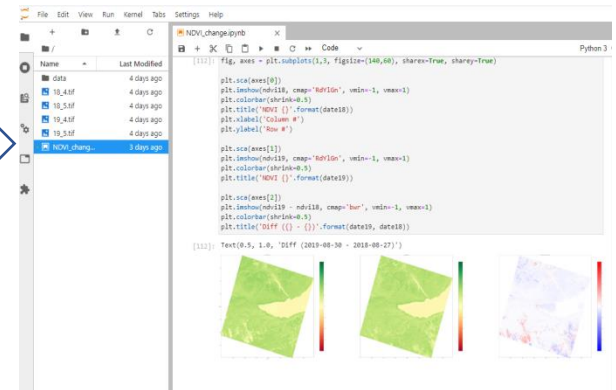 File Edit View Run Kernel Tabs Settings Help
NDVI_change.ipynb
Code
Python 3
/
Name
Last Modified
data 4 days ago
18_4.tif 4 days ago
18_5.tif 4 days ago
19_4.tif 4 days ago
19_5.tif 4 days ago
NDVI_chang... 3 days ago
[112]: fig, axes = plt.subplots(1,3, figsize=(140,60), sharex=True, sharey=True)
plt.sca(axes[0])
plt.imshow(ndvi18, cmap='RdYlGn', vmin=-1, vmax=1)
plt.colorbar(shrink=0.5)
plt.title('NDVI {}'.format(date18))
plt.xlabel('Column #')
plt.ylabel('Row #')
plt.sca(axes[1])
plt.imshow(ndvi19, cmap='RdYlGn', vmin=-1, vmax=1)
plt.colorbar(shrink=0.5)
plt.title('NDVI {}'.format(date19))
plt.sca(axes[2])
plt.imshow(ndvi19 - ndvi18, cmap='bwr', vmin=-1, vmax=1)
plt.colorbar(shrink=0.5)
plt.title('Diff ({} - {})'.format(date19, date18))
[112]: Text(0.5, 1.0, 'Diff (2019-08-30 - 2018-08-27)')